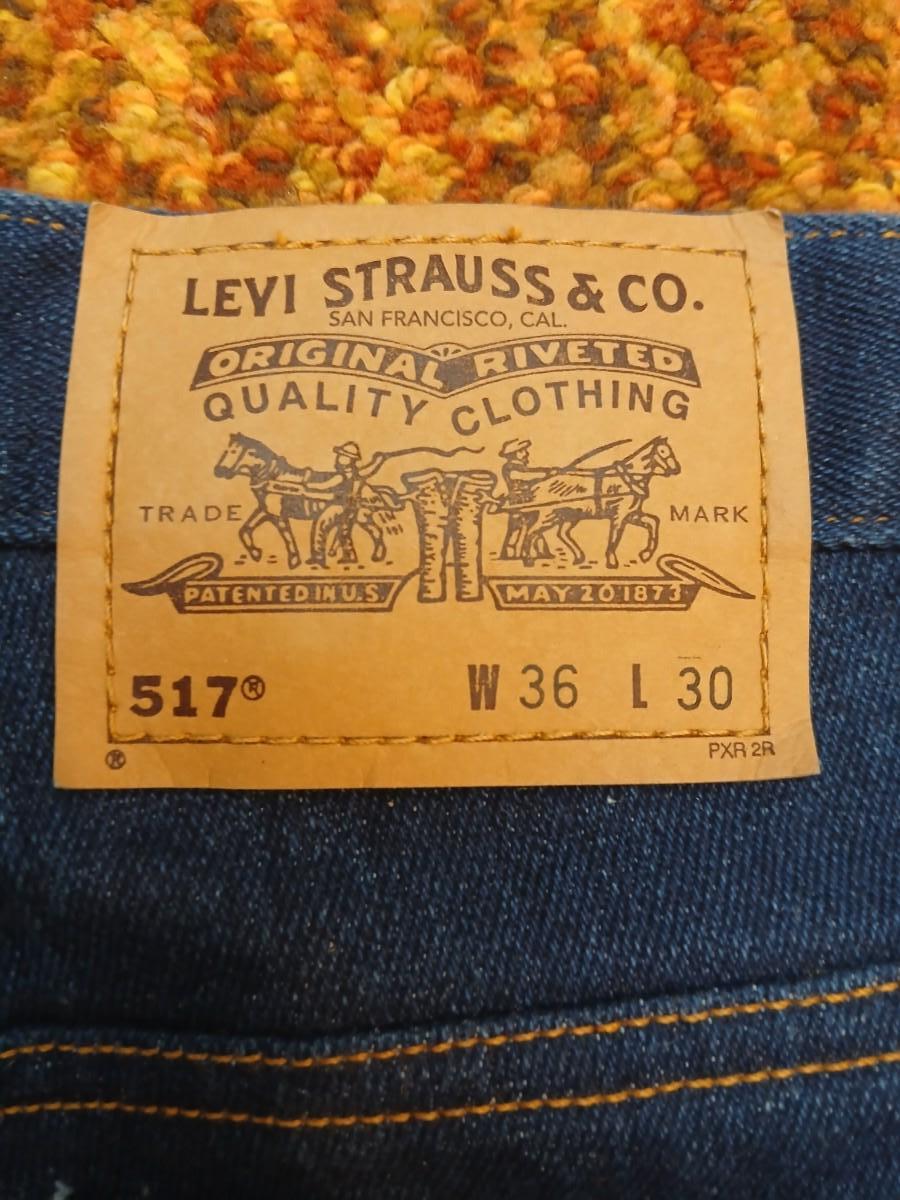 LEVI STRAUSS & CO.
SAN FRANCISCO, CAL.
ORIGINAL RIVETED
QUALITY CLOTHING
TRADE MARK
PATENTED IN U.S. MAY 20 1873
517® W 36 L 30
® PXR 2R